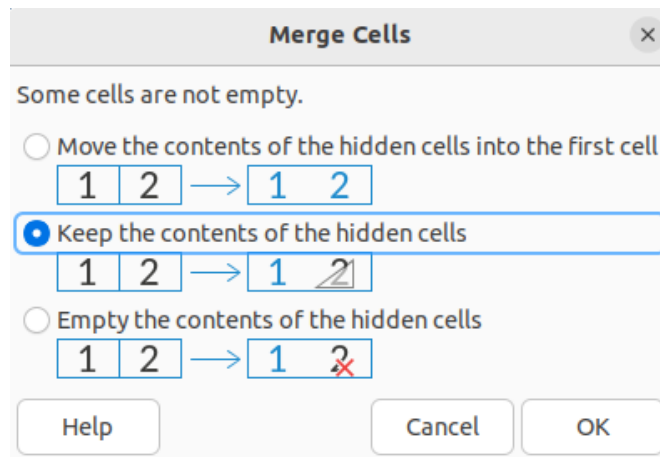 Merge Cells
Some cells are not empty.
Move the contents of the hidden cells into the first cell
1 2 → 1 2
Keep the contents of the hidden cells
1 2 → 1 2
Empty the contents of the hidden cells
1 2 → 1 2
Help Cancel OK